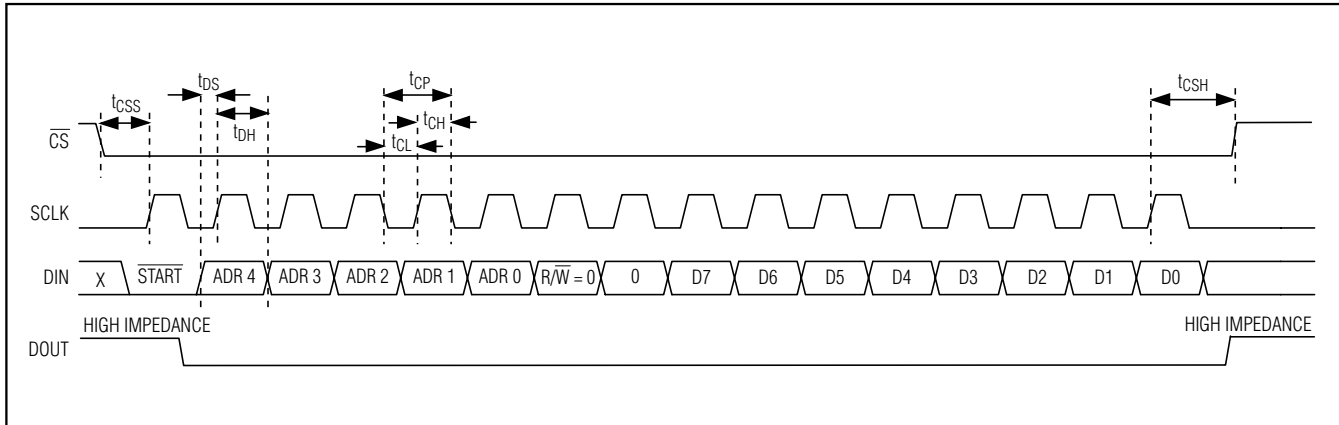 tDS
tCP
tCSH
tCSS
tCH
tDH
tCL
CS
SCLK
DIN X START ADR 4 ADR 3 ADR 2 ADR 1 ADR 0 R/W = 0 0 D7 D6 D5 D4 D3 D2 D1 D0
HIGH IMPEDANCE HIGH IMPEDANCE
DOUT